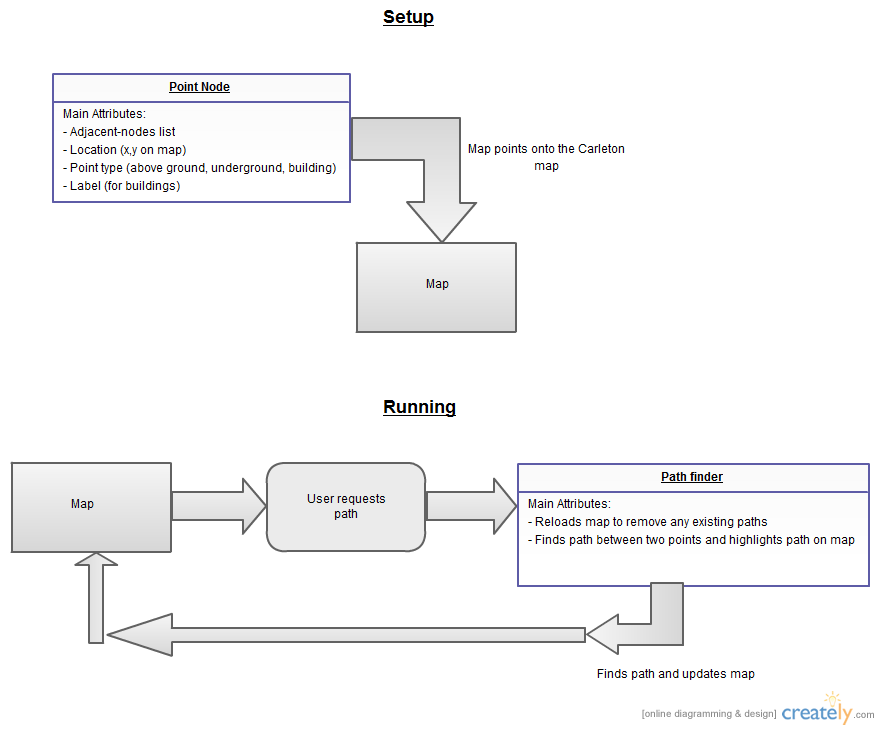 Setup
Point Node
Main Attributes:
- Adjacent-nodes list
- Location (x,y on map)
- Point type (above ground, underground, building)
- Label (for buildings)
Map points onto the Carleton
map
Map
Running
Map
User requests
path
Path finder
Main Attributes:
- Reloads map to remove any existing paths
- Finds path between two points and highlights path on map
Finds path and updates map
[online diagramming & design] creately.com